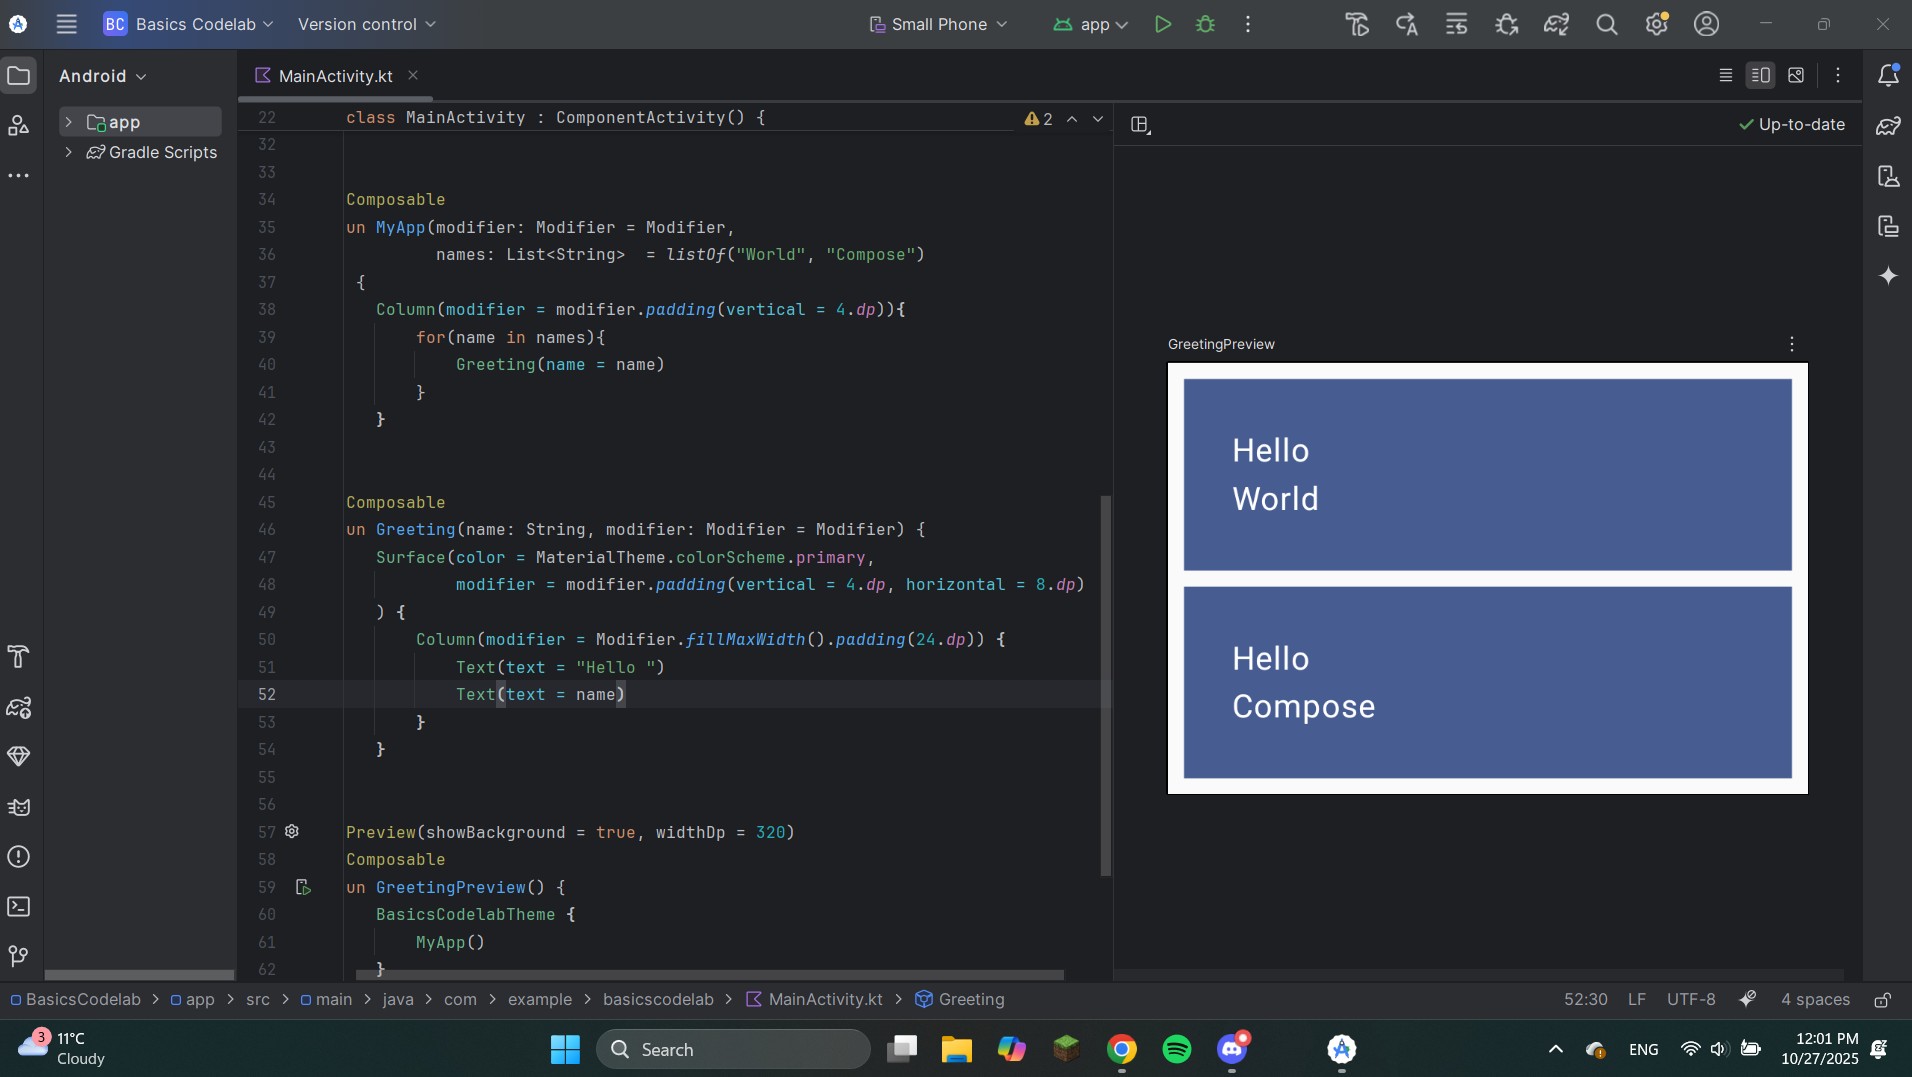 BC Basics Codelab Version control Small Phone app
Android MainActivity.kt
app
Gradle Scripts
22 class MainActivity : ComponentActivity() { 2
Up-to-date
32
33
34 Composable
35 un MyApp(modifier: Modifier = Modifier,
36 names: List<String>  = listOf("World", "Compose")
37 {
38 Column(modifier = modifier.padding(vertical = 4.dp)){
39 for(name in names){
40 Greeting(name = name)
41 }
42 }
43
44
45 Composable
46 un Greeting(name: String, modifier: Modifier = Modifier) {
47 Surface(color = MaterialTheme.colorScheme.primary,
48 modifier = modifier.padding(vertical = 4.dp, horizontal = 8.dp)
49 ) {
50 Column(modifier = Modifier.fillMaxWidth().padding(24.dp)) {
51 Text(text = "Hello ")
52 Text(text = name)
53 }
54 }
55
56
57 Preview(showBackground = true, widthDp = 320)
58 Composable
59 un GreetingPreview() {
60 BasicsCodelabTheme {
61 MyApp()
62 }
GreetingPreview
Hello
World
Hello
Compose
BasicsCodelab > app > src > main > java > com > example > basicscodelab > MainActivity.kt > Greeting 52:30 LF UTF-8 4 spaces
3
11°C
Cloudy
Search
ENG
12:01 PM
10/27/2025